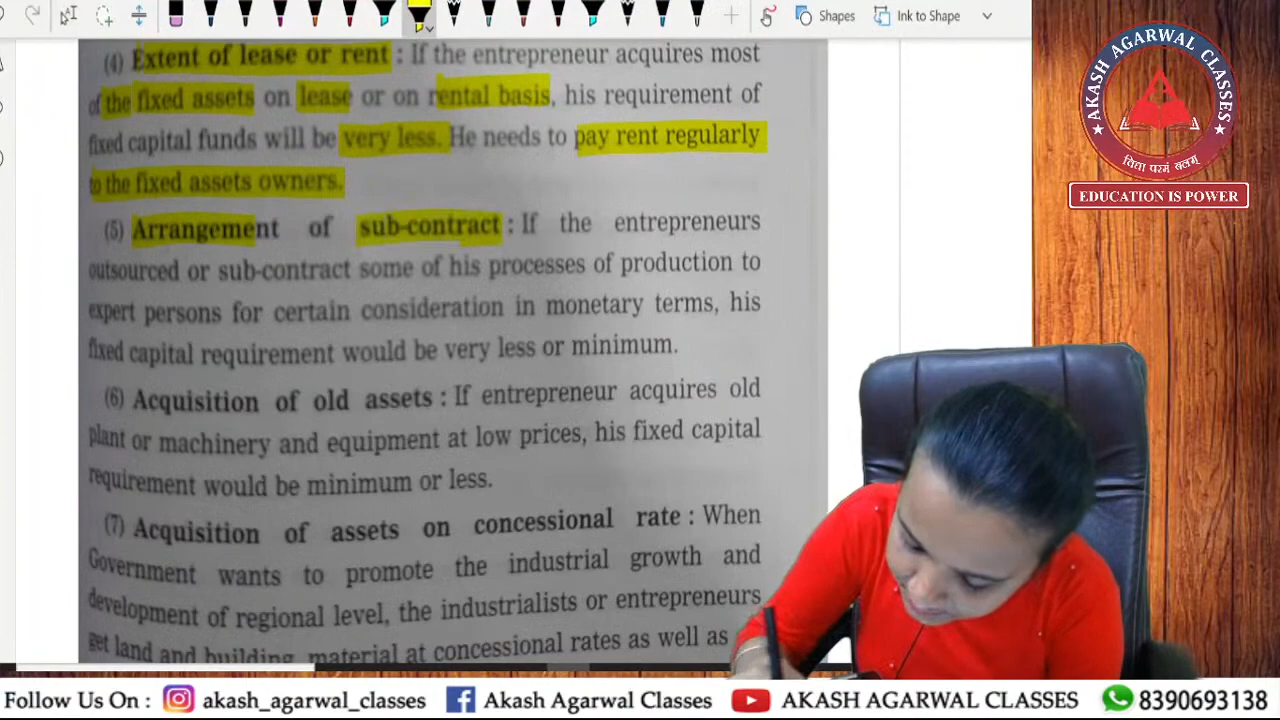 Shapes
Ink to Shape
(4) Extent of lease or rent : If the entrepreneur acquires most
of the fixed assets on lease or on rental basis, his requirement of
fixed capital funds will be very less. He needs to pay rent regularly
to the fixed assets owners.
(5) Arrangement of sub-contract : If the entrepreneurs
outsourced or sub-contract some of his processes of production to
expert persons for certain consideration in monetary terms, his
fixed capital requirement would be very less or minimum.
(6) Acquisition of old assets : If entrepreneur acquires old
plant or machinery and equipment at low prices, his fixed capital
requirement would be minimum or less.
(7) Acquisition of assets on concessional rate : When
Government wants to promote the industrial growth and
development of regional level, the industrialists or entrepreneurs
get land and building, material at concessional rates as well as
AKASH AGARWAL CLASSES
विद्या परमं बलम्
EDUCATION IS POWER
Follow Us On : akash_agarwal_classes Akash Agarwal Classes AKASH AGARWAL CLASSES 8390693138